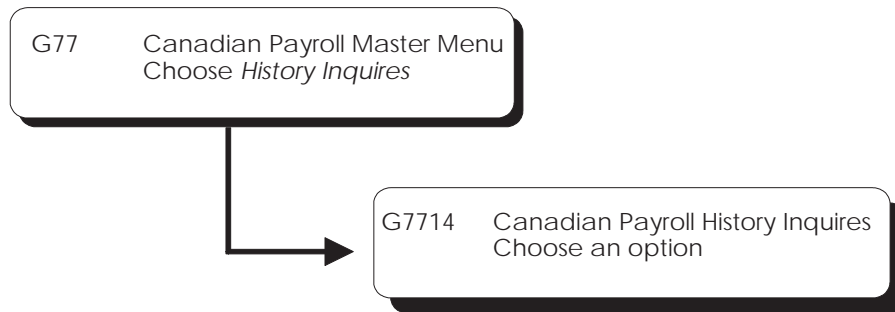 G77 Canadian Payroll Master Menu
Choose History Inquires
G7714 Canadian Payroll History Inquires
Choose an option